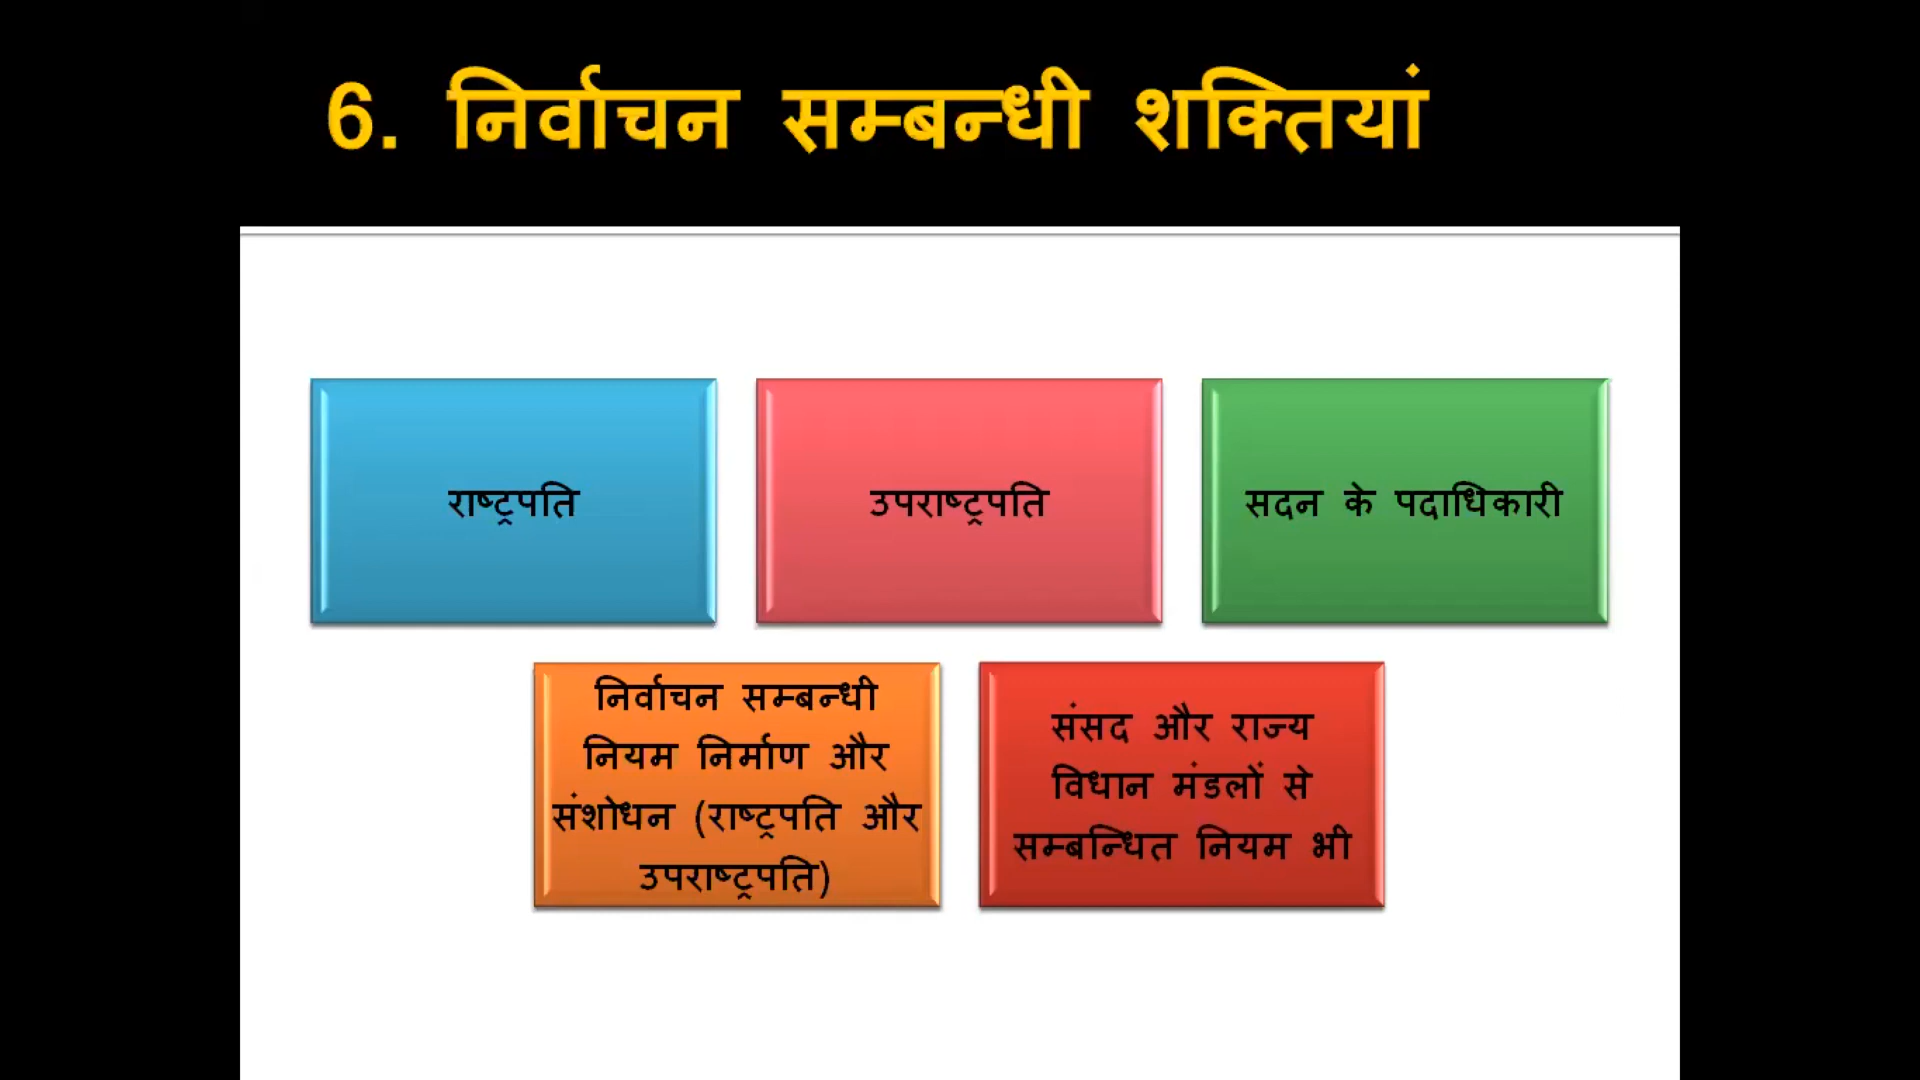 6. निर्वाचन सम्बन्धी शक्तियां
राष्ट्रपति
उपराष्ट्रपति
सदन के पदाधिकारी
निर्वाचन सम्बन्धी
नियम निर्माण और
संशोधन (राष्ट्रपति और
उपराष्ट्रपति)
संसद और राज्य
विधान मंडलों से
सम्बन्धित नियम भी